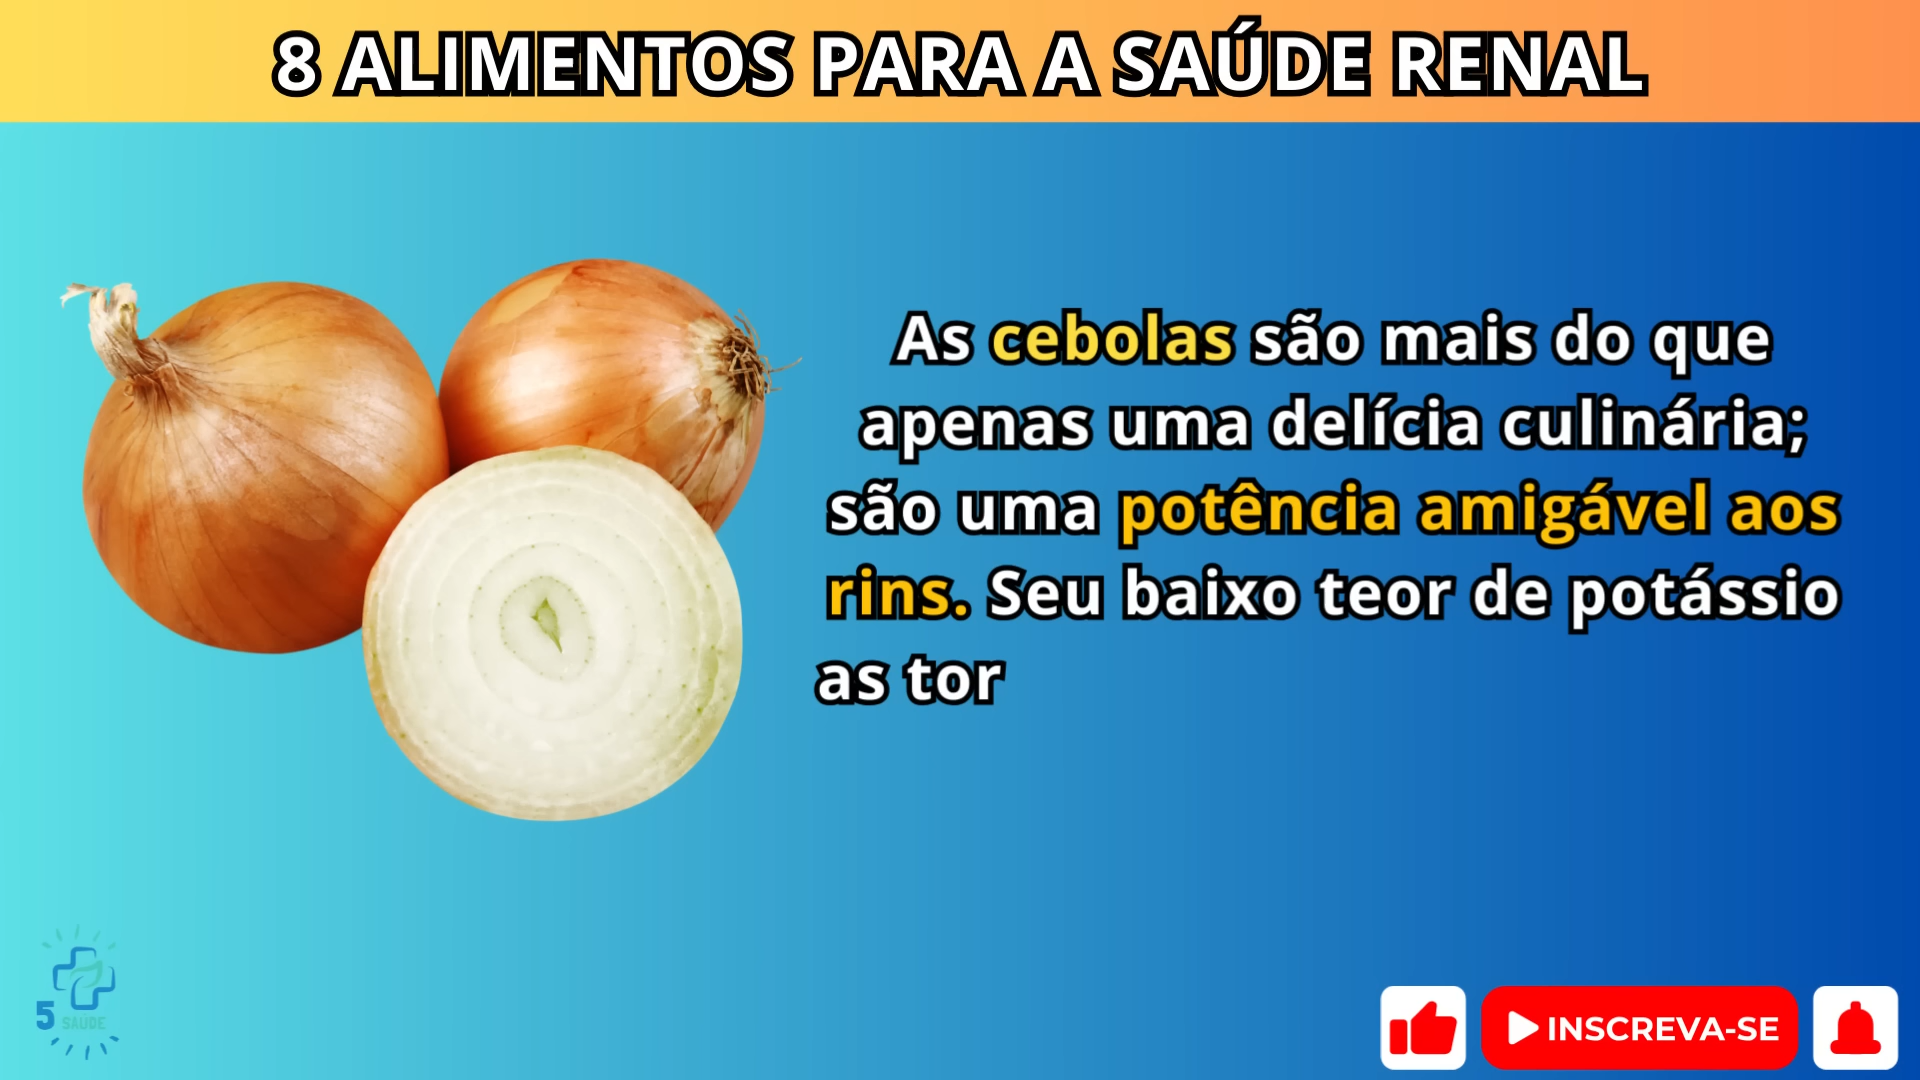 8 ALIMENTOS PARA A SAÚDE RENAL
As cebolas são mais do que
apenas uma delícia culinária;
são uma potência amigável aos
rins. Seu baixo teor de potássio
as tor
5
SAUDE
INSCREVA-SE